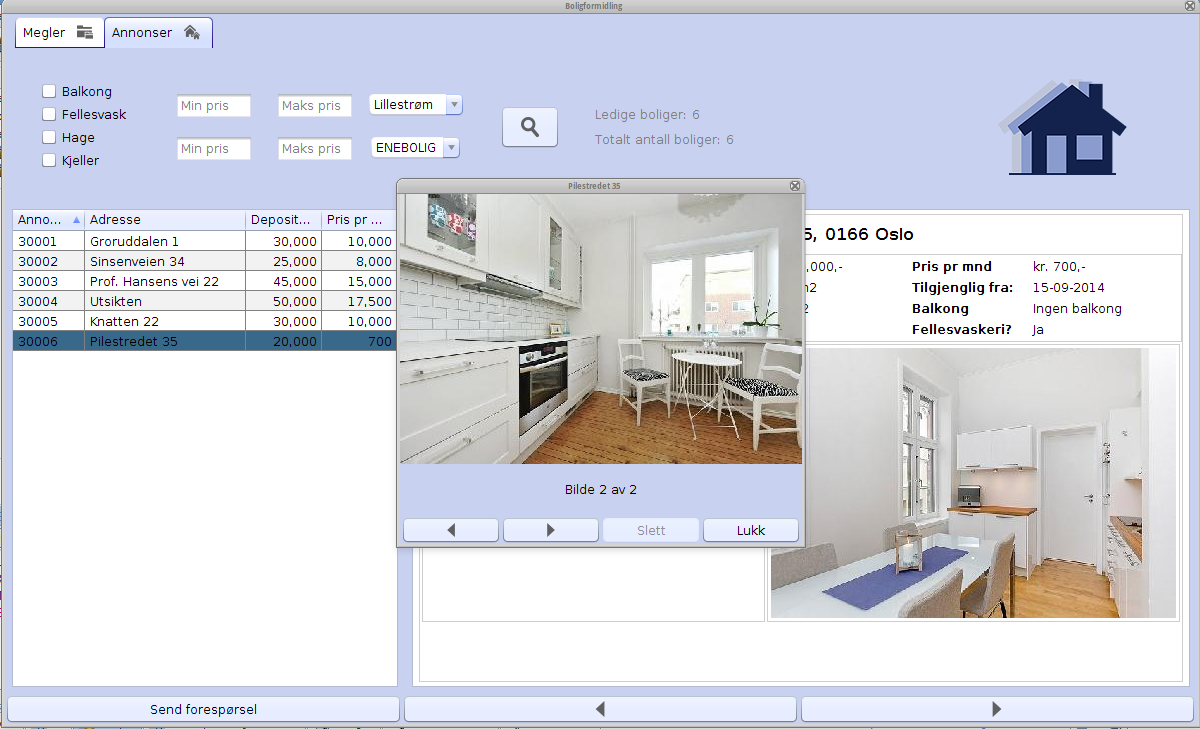 Boligformidling
Megler
Annonser
Balkong
Fellesvask
Hage
Kjeller
Min pris
Maks pris
Lillestrøm
Min pris
Maks pris
ENEBOLIG
Ledige boliger: 6
Totalt antall boliger: 6
Anno... Adresse Deposit... Pris pr ...
30001 Groruddalen 1 30,000 10,000
30002 Sinsenveien 34 25,000 8,000
30003 Prof. Hansens vei 22 45,000 15,000
30004 Utsikten 50,000 17,500
30005 Knatten 22 30,000 10,000
30006 Pilestredet 35 20,000 700
Pilestredet 35
Bilde 2 av 2
Slett
Lukk
5, 0166 Oslo
,000,- Pris pr mnd kr. 700,-
n2 Tilgjenglig fra: 15-09-2014
2 Balkong Ingen balkong
Fellesvaskeri? Ja
Send forespørsel